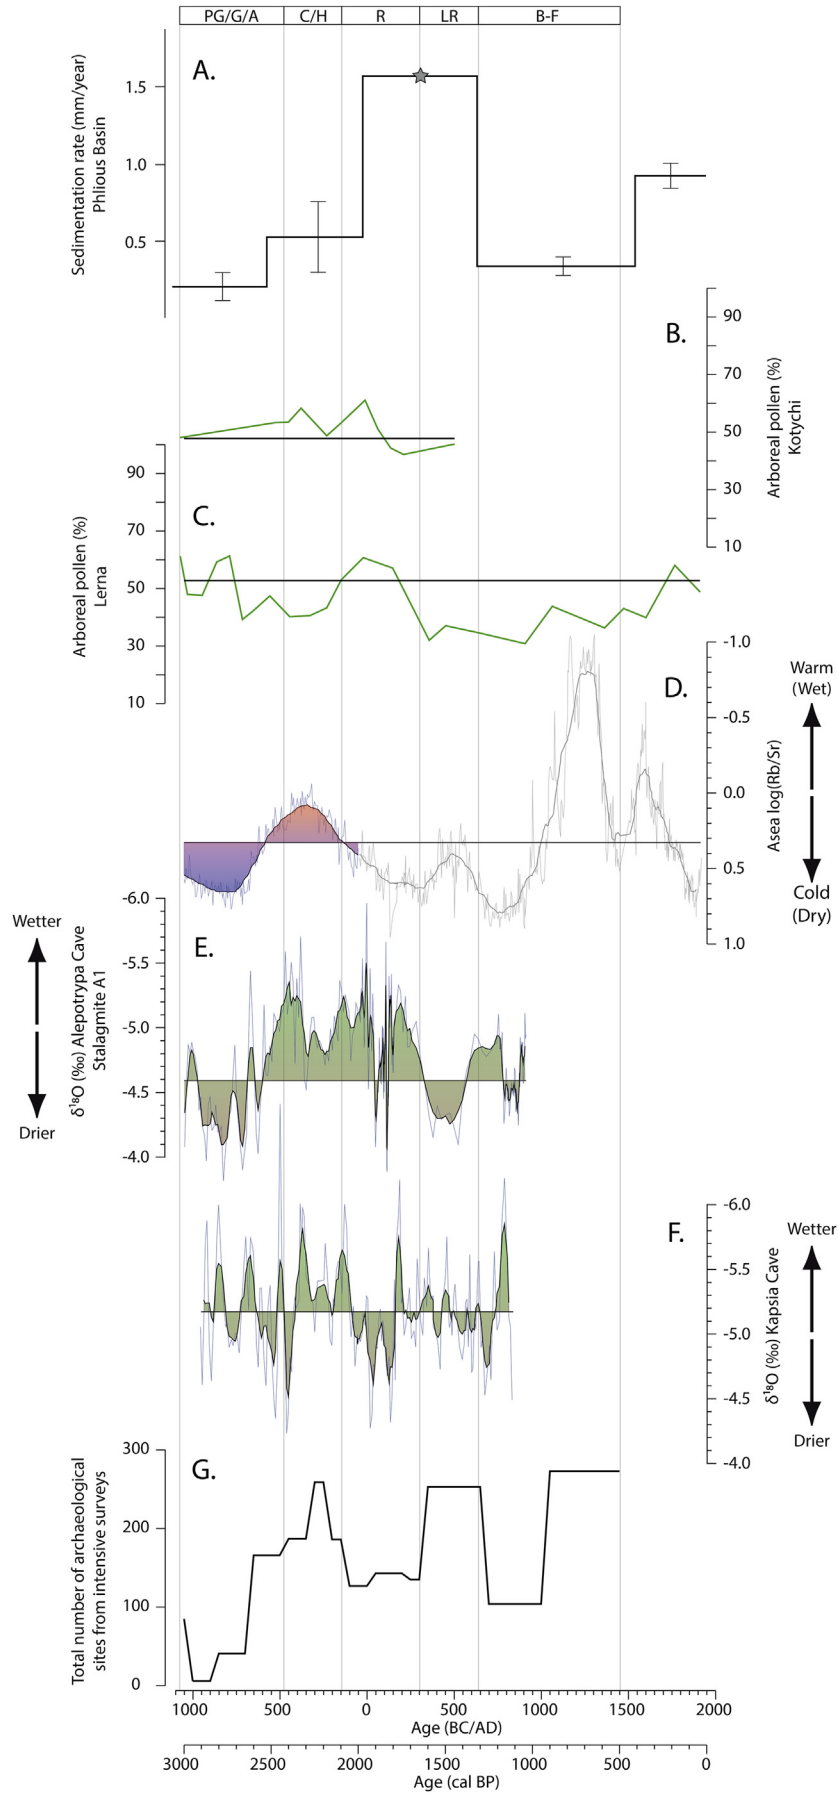 PG/G/A C/H R LR B-F
A.
Sedimentation rate (mm/year)
Phlious Basin
1.5
1.0
0.5
B.
Arboreal pollen (%)
Kotychi
90
70
50
30
10
C.
Arboreal pollen (%)
Lerna
90
70
50
30
10
D.
-1.0
-0.5
0.0
0.5
1.0
Asea log(Rb/Sr)
Warm
(Wet)
Cold
(Dry)
E.
-6.0
-5.5
-5.0
-4.5
-4.0
Wetter
Drier
δ¹⁸O (‰) Alepotrypa Cave
Stalagmite A1
F.
-6.0
-5.5
-5.0
-4.5
-4.0
δ¹⁸O (‰) Kapsia Cave
Wetter
Drier
G.
300
200
100
0
Total number of archaeological
sites from intensive surveys
1000 500 0 500 1000 1500 2000
Age (BC/AD)
3000 2500 2000 1500 1000 500 0
Age (cal BP)